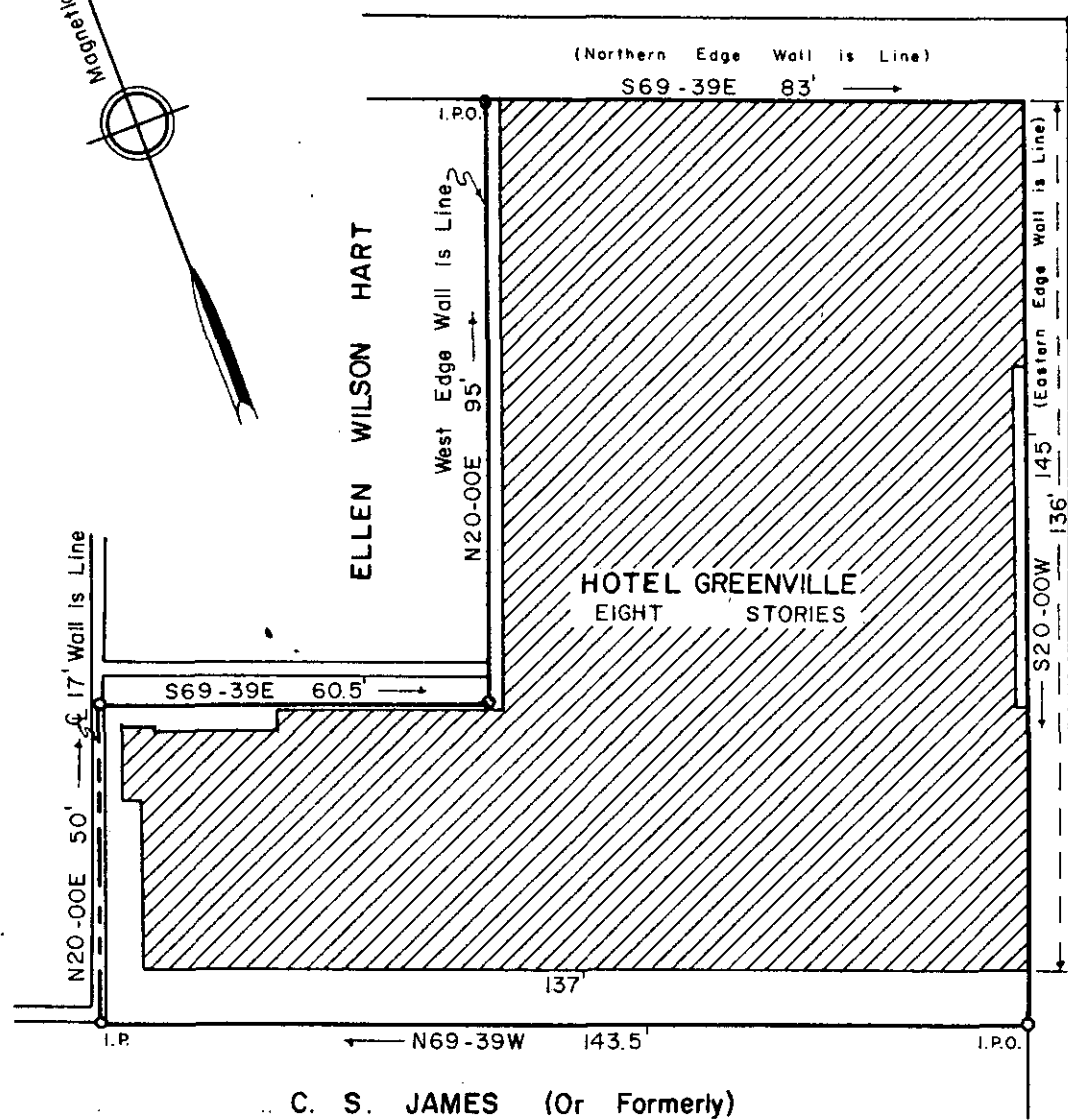 Magnetic
(Northern Edge Wall is Line)
S69-39E 83'
I.P.O.
West Edge Wall is Line
N20-00E 95'
ELLEN WILSON HART
(Eastern Edge Wall is Line)
S20-00W 145'
136'
HOTEL GREENVILLE
EIGHT STORIES
17' Wall is Line
S69-39E 60.5'
N20-00E 50'
137'
I.P.
N69-39W 143.5'
I.P.O.
C. S. JAMES (Or Formerly)